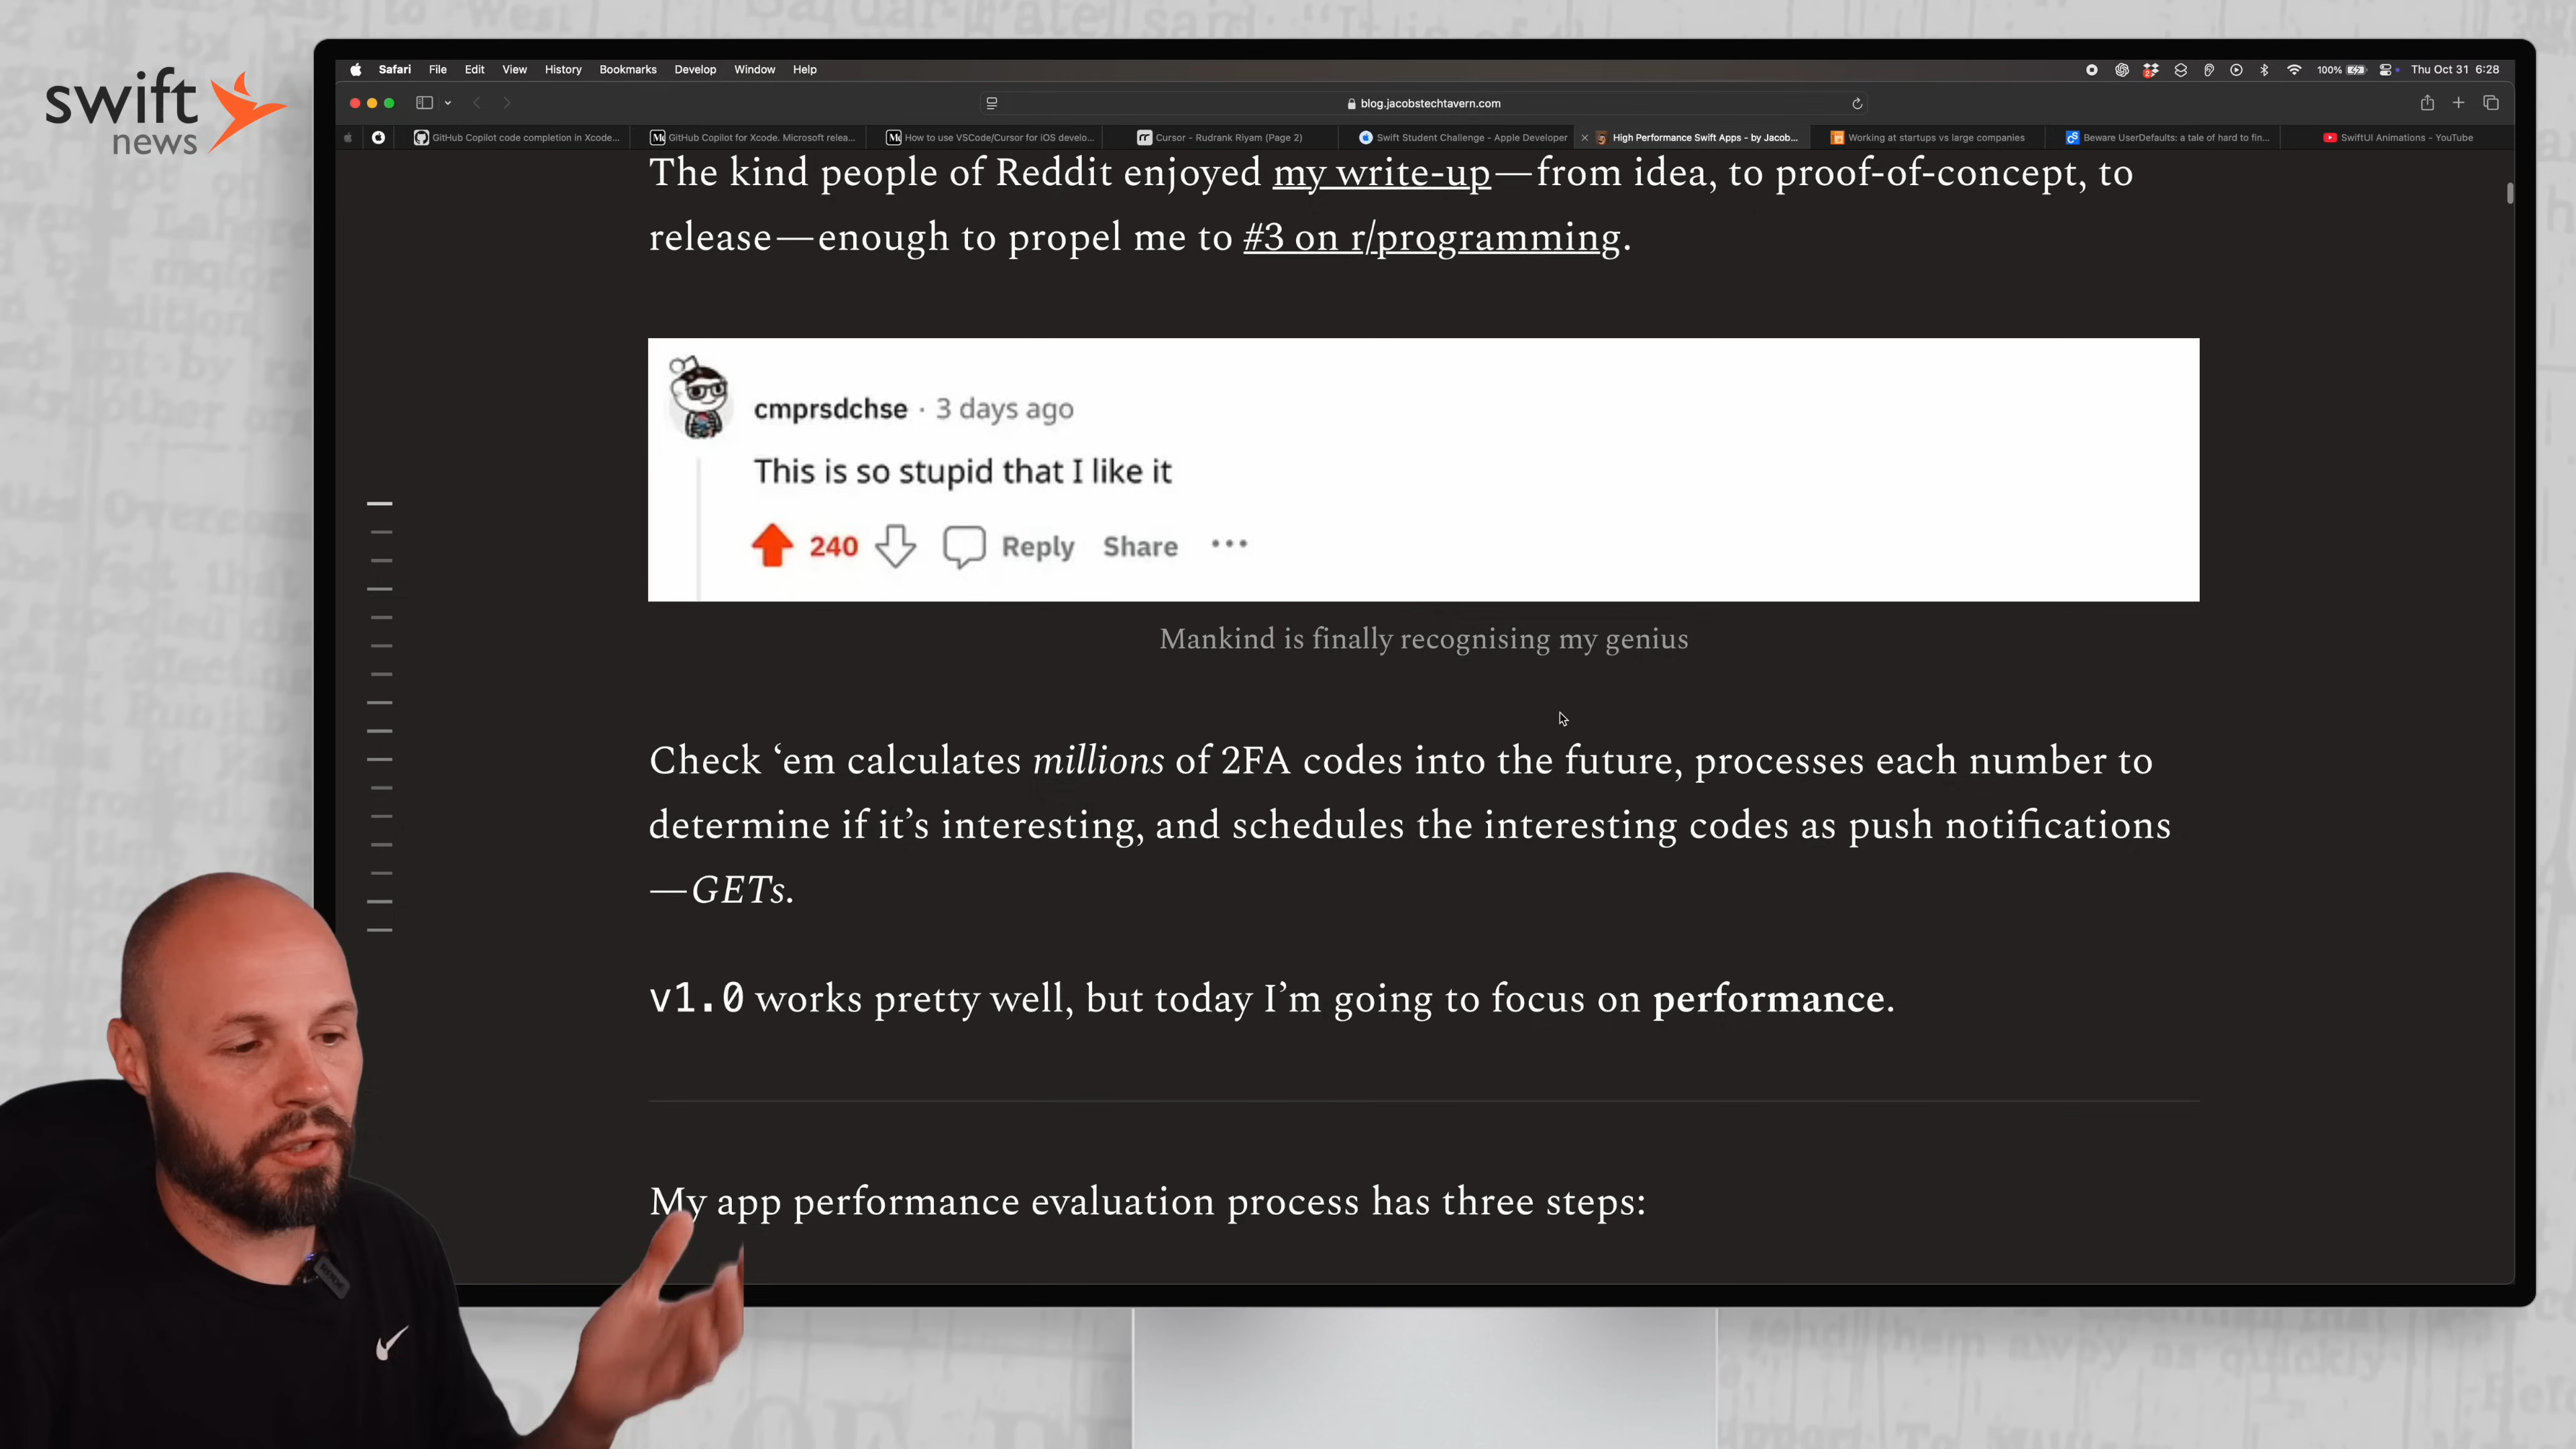 swift
news
Safari File Edit View History Bookmarks Develop Window Help
100% Thu Oct 31 6:28
blog.jacobstechtavern.com
GitHub Copilot code completion in Xcode...
GitHub Copilot for Xcode. Microsoft relea...
How to use VSCode/Cursor for iOS develo...
Cursor - Rudrank Riyam (Page 2)
Swift Student Challenge - Apple Developer
High Performance Swift Apps - by Jacob...
Working at startups vs large companies
Beware UserDefaults: a tale of hard to fin...
SwiftUI Animations - YouTube
The kind people of Reddit enjoyed my write-up—from idea, to proof-of-concept, to
release—enough to propel me to #3 on r/programming.
cmprsdchse · 3 days ago
This is so stupid that I like it
240 Reply Share ...
Mankind is finally recognising my genius
Check ‘em calculates millions of 2FA codes into the future, processes each number to
determine if it’s interesting, and schedules the interesting codes as push notifications
—GETs.
v1.0 works pretty well, but today I’m going to focus on performance.
My app performance evaluation process has three steps: